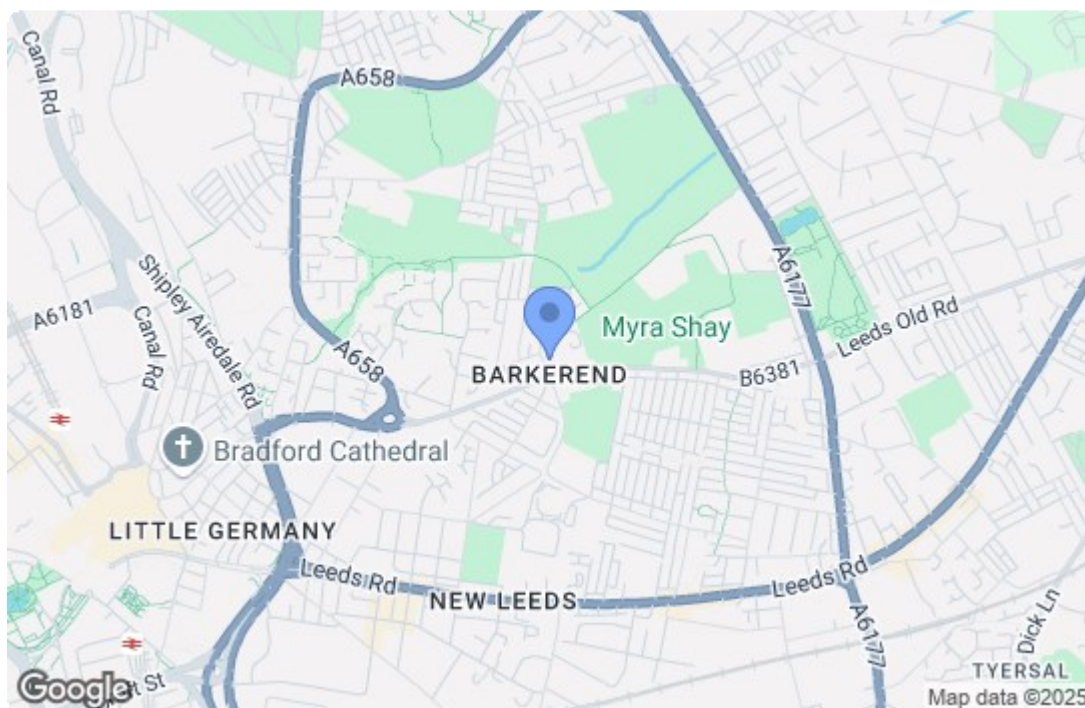 Canal Rd
A658
Shipley Airedale Rd
A6177
A6181
Canal Rd
A658
Myra Shay
Leeds Old Rd
BARKEREND
B6381
Bradford Cathedral
LITTLE GERMANY
Leeds Rd
NEW LEEDS
Leeds Rd
A6177
Dick Ln
TYERSAL
Google
St
Map data ©2025